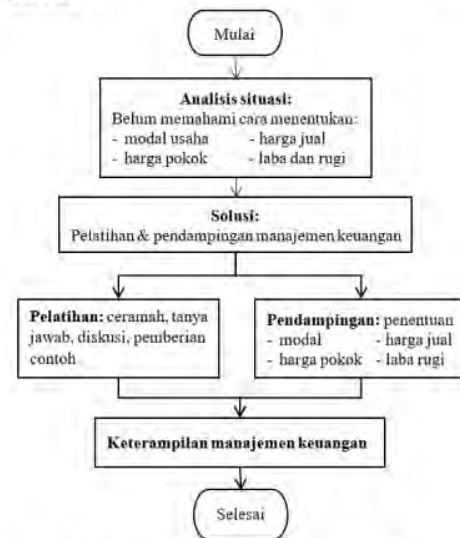 Mulai
Analisis situasi:
Belum memahami cara menentukan:
- modal usaha - harga jual
- harga pokok - laba dan rugi
Solusi:
Pelatihan & pendampingan manajemen keuangan
Pelatihan: ceramah, tanya
jawab, diskusi, pemberian
contoh
Pendampingan: penentuan
- modal - harga jual
- harga pokok - laba rugi
Keterampilan manajemen keuangan
Selesai